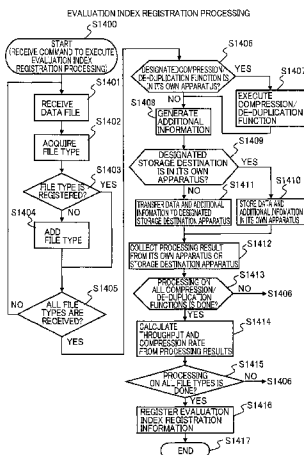 EVALUATION INDEX REGISTRATION PROCESSING
S1400
START
(RECEIVE COMMAND TO EXECUTE
EVALUATION INDEX
REGISTRATION PROCESSING)
S1401
RECEIVE
DATA FILE
S1402
ACQUIRE
FILE TYPE
S1403
FILE TYPE IS
REGISTERED?
YES
NO
S1404
ADD
FILE TYPE
S1405
ALL FILE
TYPES ARE
RECEIVED?
NO
YES
S1406
DESIGNATED COMPRESSION/
DE-DUPLICATION FUNCTION IS
IN ITS OWN APPARATUS?
YES
NO
S1407
EXECUTE
COMPRESSION/
DE-DUPLICATION
FUNCTION
S1408
GENERATE
ADDITIONAL
INFORMATION
S1409
DESIGNATED
STORAGE DESTINATION
IS IN ITS OWN
APPARATUS?
YES
NO
S1411
TRANSFER DATA AND ADDITIONAL
INFOMATION TO DESIGNATED
STORAGE DESTINATION APPARATUS
S1410
STORE DATA AND
ADDITIONAL INFOMATION
IN ITS OWN APPARATUS
S1412
COLLECT PROCESSING RESULT
FROM ITS OWN APPARATUS OR
STORAGE DESTINATION APPARATUS
S1413
PROCESSING ON
ALL COMPRESSION/
DE-DUPLICATION
FUNCTIONS IS DONE?
NO
S1406
YES
S1414
CALCULATE
THROUGHPUT AND
COMPRESSION RATE
FROM PROCESSING RESULTS
S1415
PROCESSING
ON ALL FILE TYPES IS
DONE?
NO
S1406
YES
S1416
REGISTER EVALUATION
INDEX REGISTRATION
INFORMATION
END
S1417